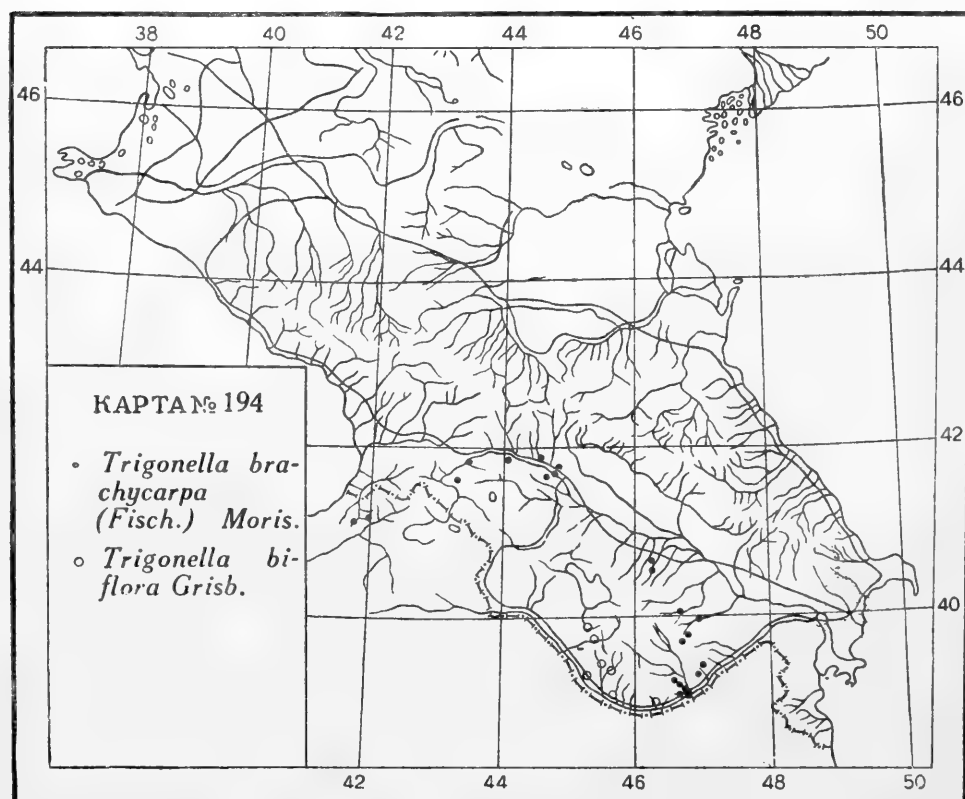 38 40 42 44 46 48 50
46 46
44 44
КАРТА № 194
Trigonella bra-
chycarpa
(Fisch.) Moris.
Trigonella bi-
flora Grisb.
42
40
42 44 46 48 50